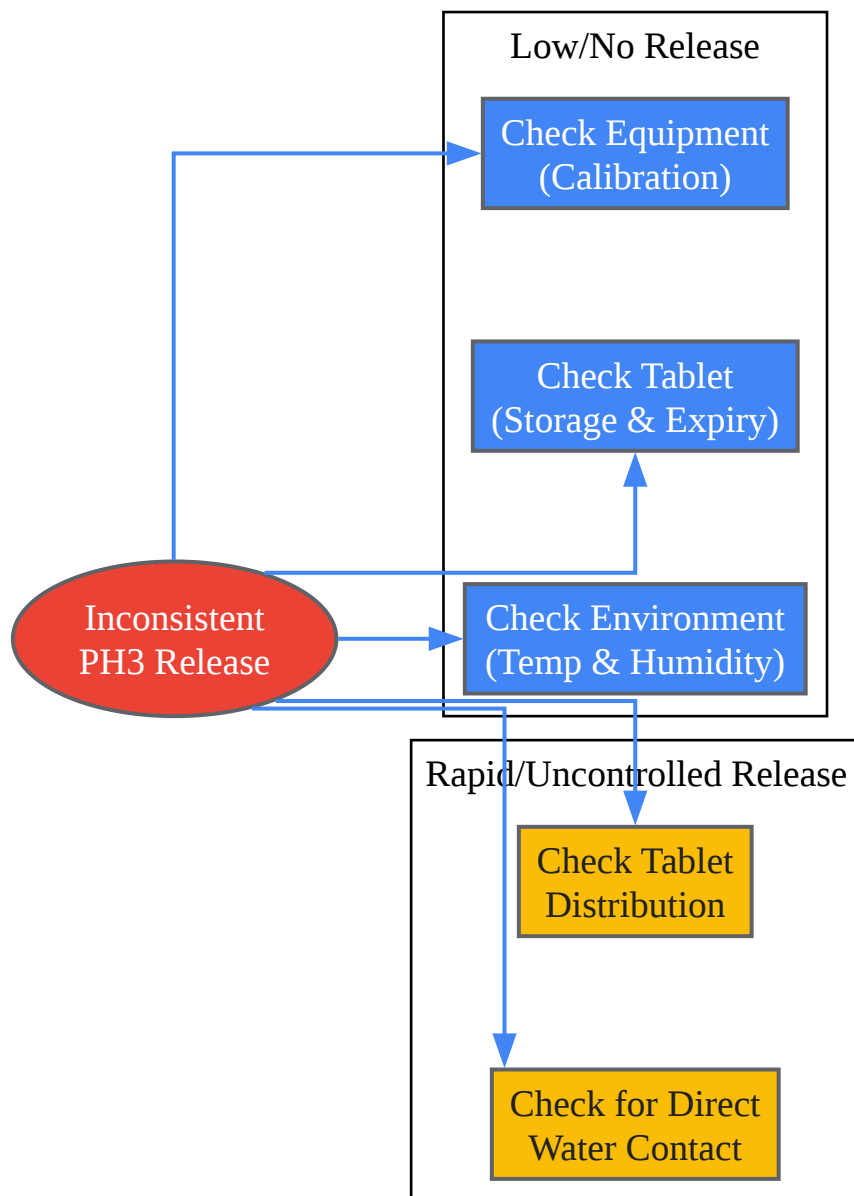 Low/No Release
Check Equipment
(Calibration)
Check Tablet
(Storage & Expiry)
Inconsistent
PH3 Release
Check Environment
(Temp & Humidity)
Rapid/Uncontrolled Release
Check Tablet
Distribution
Check for Direct
Water Contact